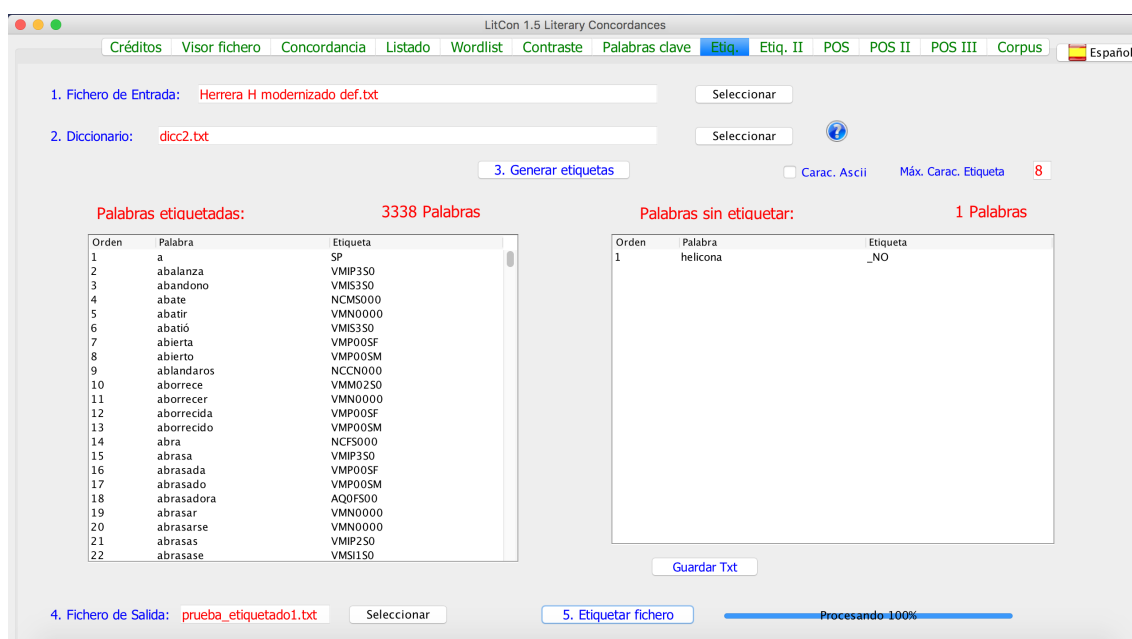 LitCon 1.5 Literary Concordances
Créditos Visor fichero Concordancia Listado Wordlist Contraste Palabras clave Etiq. Etiq. II POS POS II POS III Corpus Español
1. Fichero de Entrada: Herrera H modernizado def.txt Seleccionar
2. Diccionario: dicc2.txt Seleccionar ?
3. Generar etiquetas Carac. Ascii Máx. Carac. Etiqueta 8
Palabras etiquetadas: 3338 Palabras Palabras sin etiquetar: 1 Palabras
Orden Palabra Etiqueta Orden Palabra Etiqueta
1 a SP 1 helicona _NO
2 abalanza VMIP3S0
3 abandono VMIS3S0
4 abate NCMS000
5 abatir VMN0000
6 abatió VMIS3S0
7 abierta VMP00SF
8 abierto VMP00SM
9 ablandaros NCCN000
10 aborrece VMM02S0
11 aborrecer VMN0000
12 aborrecida VMP00SF
13 aborrecido VMP00SM
14 abra NCFS000
15 abrasa VMIP3S0
16 abrasada VMP00SF
17 abrasado VMP00SM
18 abrasadora AQ0FS00
19 abrasar VMN0000
20 abrasarse VMN0000
21 abrasas VMIP2S0
22 abrasase VMSI1S0
Guardar Txt
4. Fichero de Salida: prueba_etiquetado1.txt Seleccionar 5. Etiquetar fichero Procesando 100%